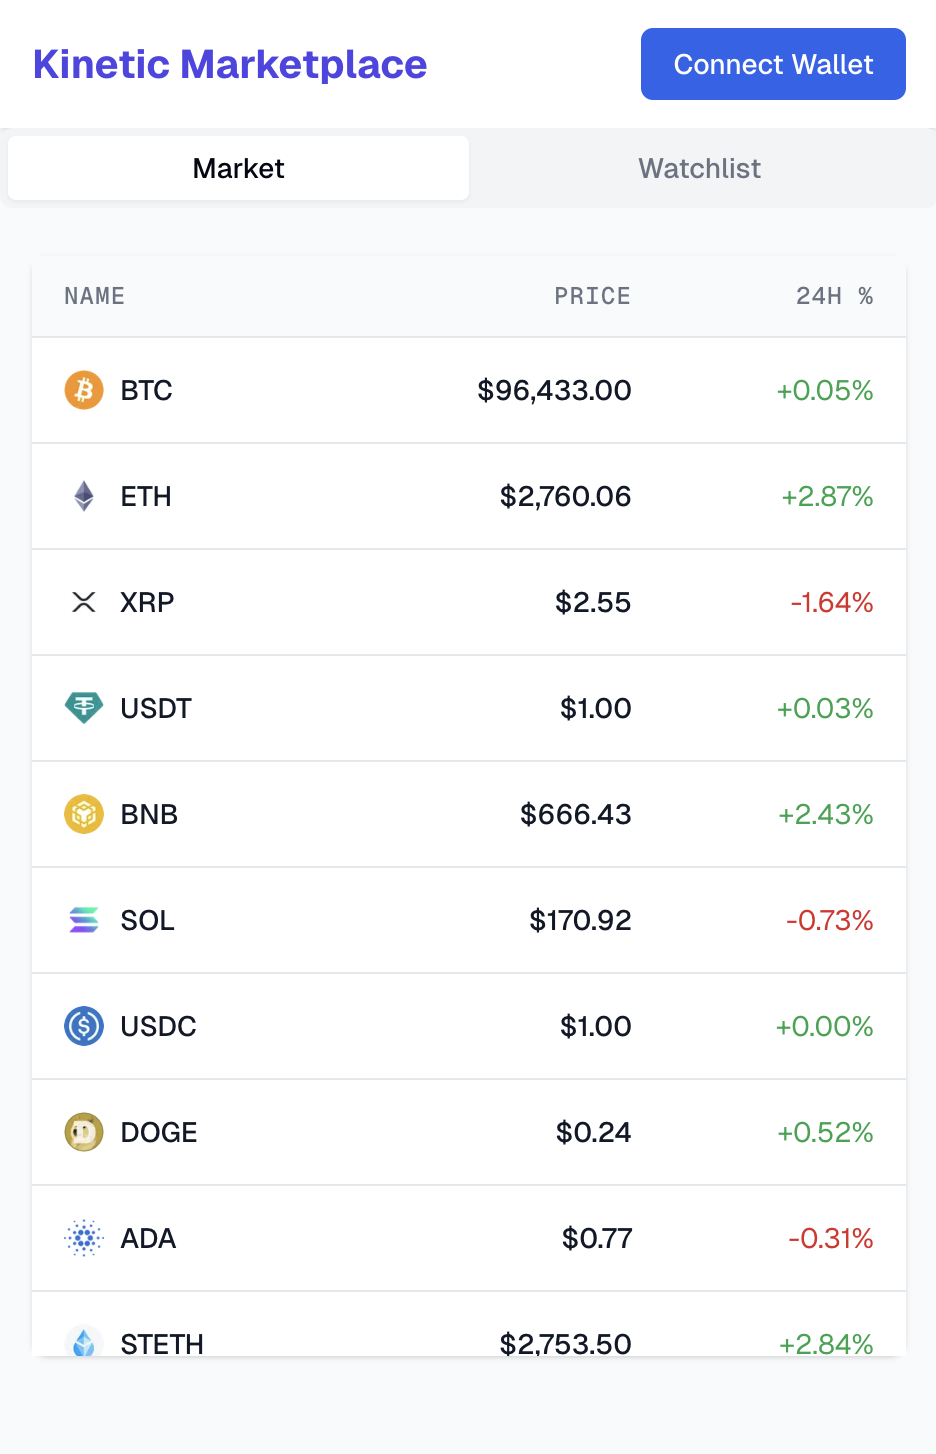 Kinetic Marketplace
Connect Wallet
Market Watchlist
NAME PRICE 24H %
BTC $96,433.00 +0.05%
ETH $2,760.06 +2.87%
XRP $2.55 -1.64%
USDT $1.00 +0.03%
BNB $666.43 +2.43%
SOL $170.92 -0.73%
USDC $1.00 +0.00%
DOGE $0.24 +0.52%
ADA $0.77 -0.31%
STETH $2,753.50 +2.84%